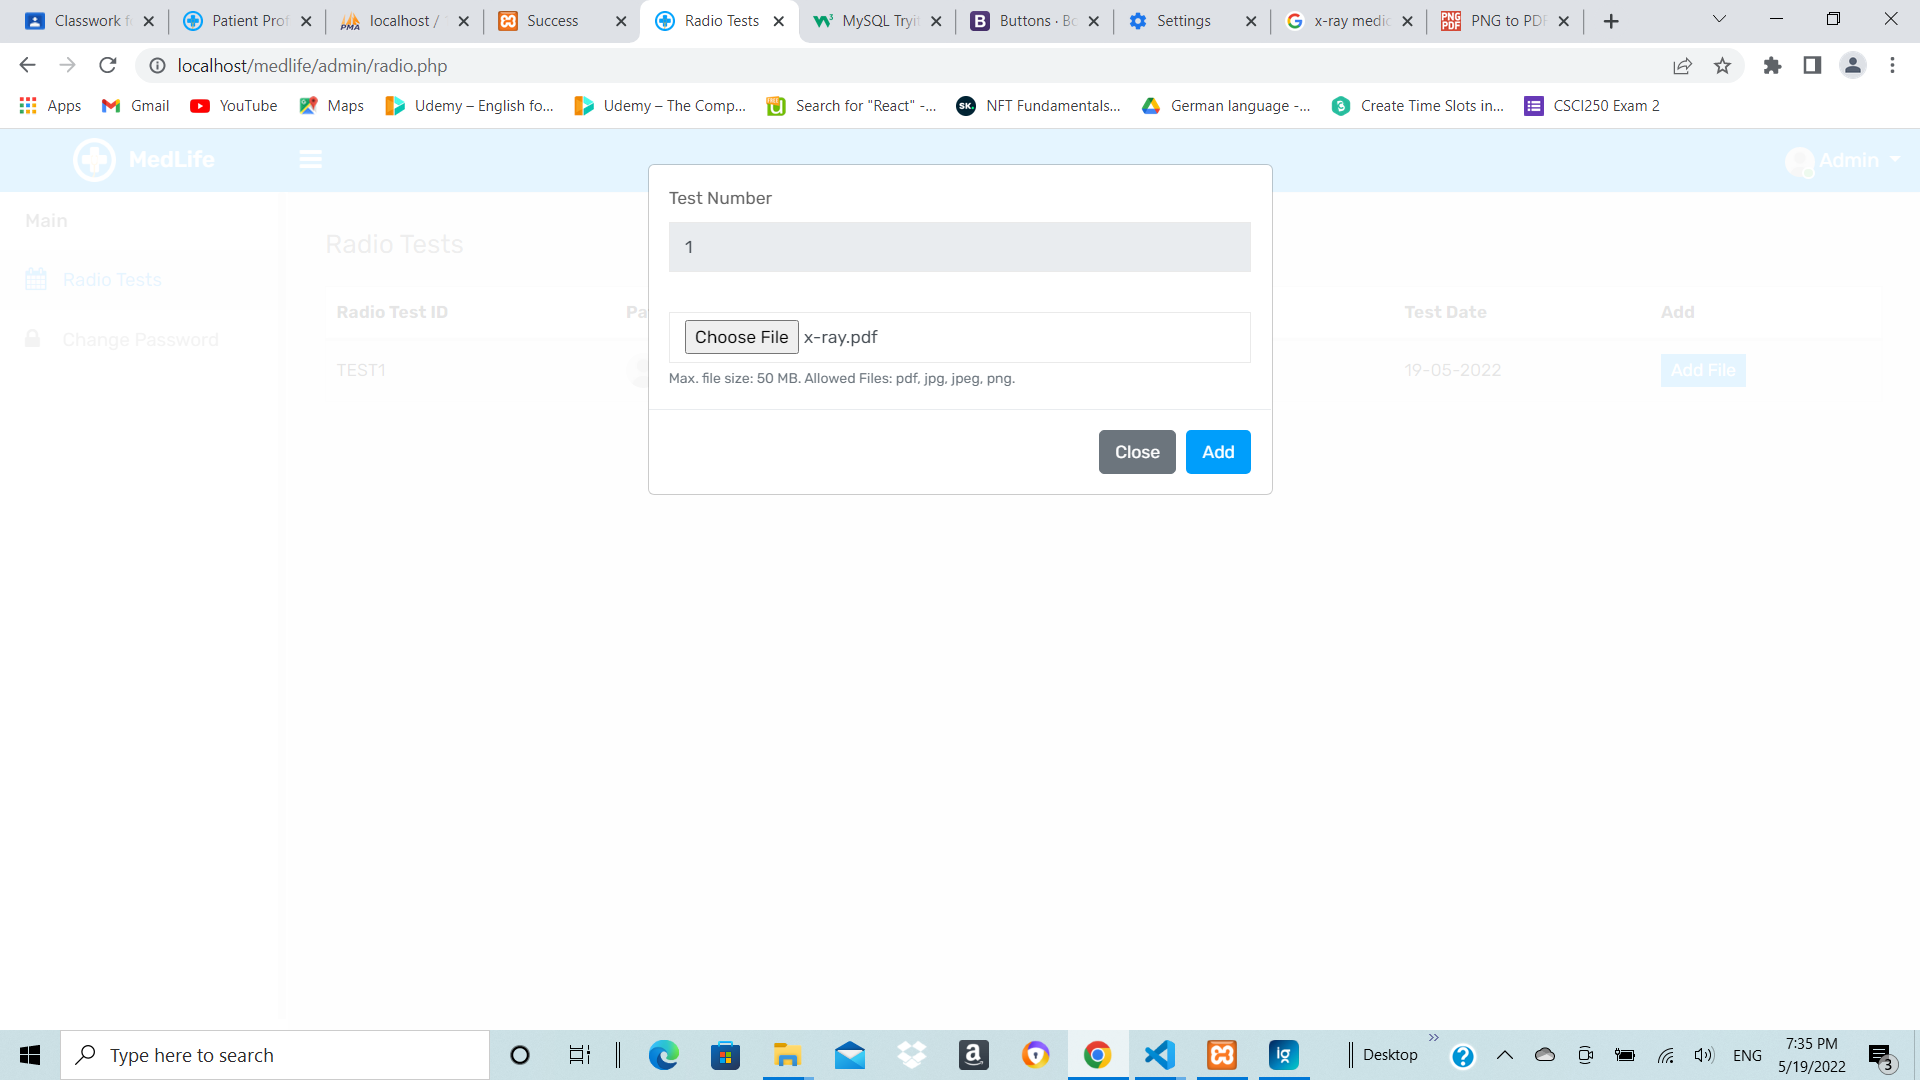 Classwork f
Patient Prof
localhost /
Success
Radio Tests
MySQL Tryit
Buttons · Bo
Settings
x-ray medic
PNG to PDF
localhost/medlife/admin/radio.php
Apps
Gmail
YouTube
Maps
Udemy – English fo...
Udemy – The Comp...
Search for "React" -...
NFT Fundamentals...
German language -...
Create Time Slots in...
CSCI250 Exam 2
MedLife
Admin
Main
Radio Tests
Change Password
Radio Tests
Radio Test ID
Pa
Test Date
Add
TEST1
19-05-2022
Add File
Test Number
1
Choose File x-ray.pdf
Max. file size: 50 MB. Allowed Files: pdf, jpg, jpeg, png.
Close
Add
Type here to search
Desktop
ENG
7:35 PM
5/19/2022
3